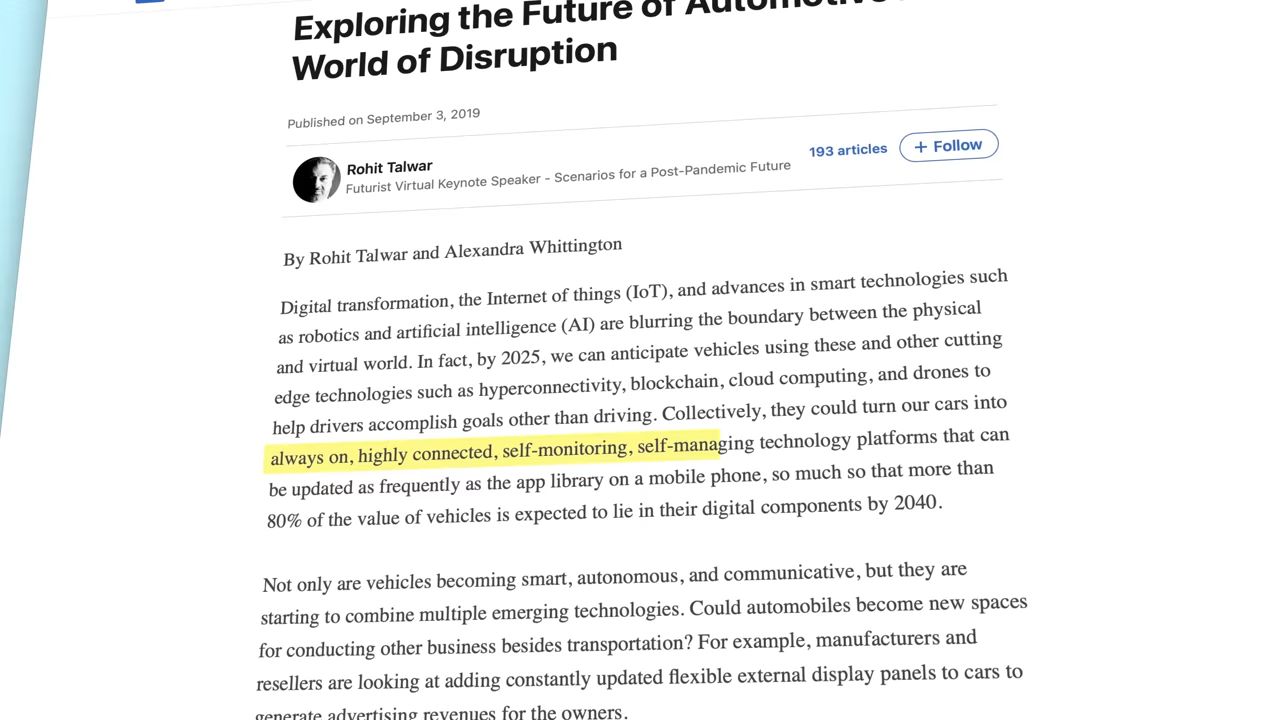 Exploring the Future of Automotive
World of Disruption
Published on September 3, 2019
Rohit Talwar
Futurist Virtual Keynote Speaker - Scenarios for a Post-Pandemic Future
193 articles
+ Follow
By Rohit Talwar and Alexandra Whittington
Digital transformation, the Internet of things (IoT), and advances in smart technologies such
as robotics and artificial intelligence (AI) are blurring the boundary between the physical
and virtual world. In fact, by 2025, we can anticipate vehicles using these and other cutting
edge technologies such as hyperconnectivity, blockchain, cloud computing, and drones to
help drivers accomplish goals other than driving. Collectively, they could turn our cars into
always on, highly connected, self-monitoring, self-managing technology platforms that can
be updated as frequently as the app library on a mobile phone, so much so that more than
80% of the value of vehicles is expected to lie in their digital components by 2040.
Not only are vehicles becoming smart, autonomous, and communicative, but they are
starting to combine multiple emerging technologies. Could automobiles become new spaces
for conducting other business besides transportation? For example, manufacturers and
resellers are looking at adding constantly updated flexible external display panels to cars to
generate advertising revenues for the owners.